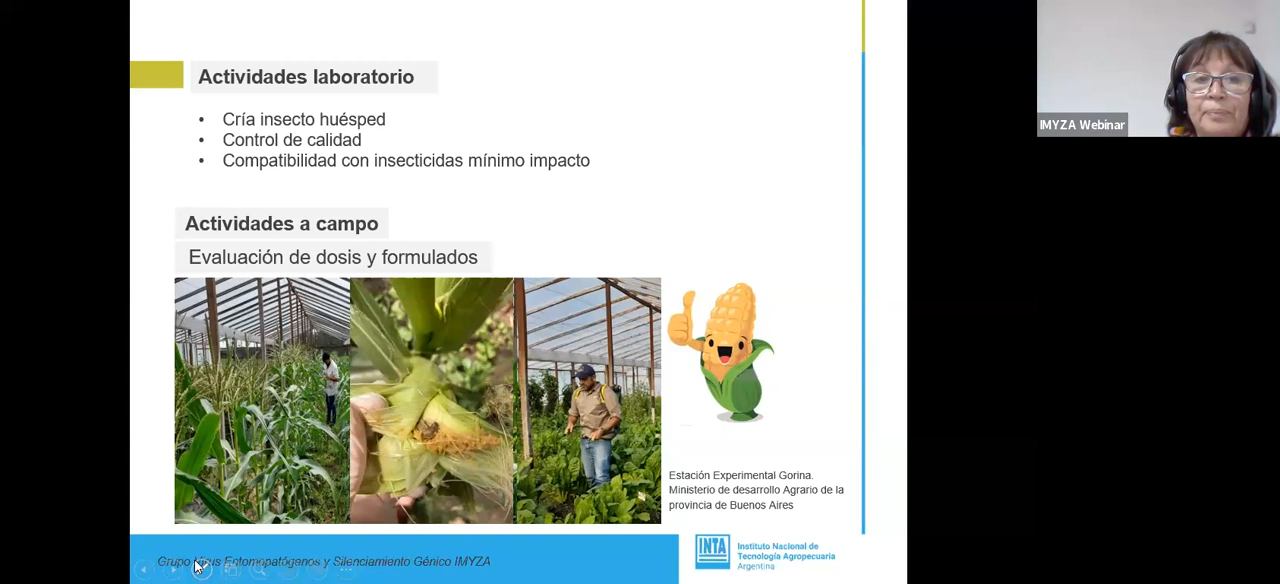 Actividades laboratorio
• Cría insecto huésped
• Control de calidad
• Compatibilidad con insecticidas mínimo impacto
Actividades a campo
Evaluación de dosis y formulados
Estación Experimental Gorina.
Ministerio de desarrollo Agrario de la
provincia de Buenos Aires
Grupo Virus Entomopatógenos y Silenciamiento Génico IMYZA
INTA
Instituto Nacional de
Tecnología Agropecuaria
Argentina
IMYZA Webinar